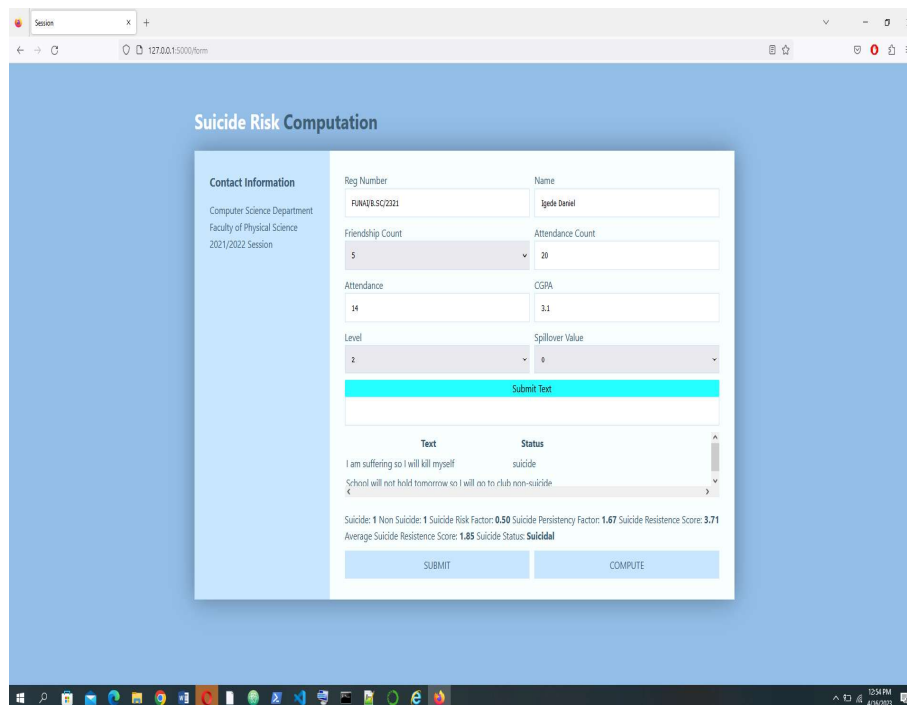 Session
127.0.0.1:5000/form
Suicide Risk Computation
Contact Information
Computer Science Department
Faculty of Physical Science
2021/2022 Session
Reg Number Name
FUNAI/B.SC/2321 Igede Daniel
Friendship Count Attendance Count
5 20
Attendance CGPA
14 3.1
Level Spillover Value
2 0
Submit Text
Text Status
I am suffering so I will kill myself suicide
School will not hold tomorrow so I will go to club non-suicide
Suicide: 1 Non Suicide: 1 Suicide Risk Factor: 0.50 Suicide Persistency Factor: 1.67 Suicide Resistence Score: 3.71
Average Suicide Resistence Score: 1.85 Suicide Status: Suicidal
SUBMIT COMPUTE
12:54 PM
4/16/2023